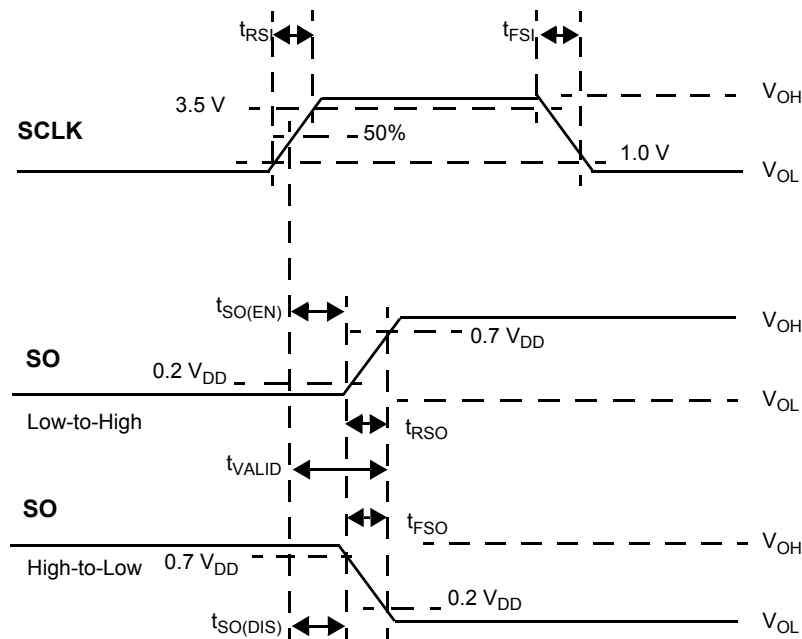 tRSI tFSI
3.5 V VOH
SCLK 50%
1.0 V
VOL
tSO(EN)
VOH
0.7 VDD
SO
0.2 VDD
VOL
Low-to-High
tRSO
tVALID
SO
tFSO
VOH
High-to-Low 0.7 VDD
0.2 VDD
tSO(DIS)
VOL